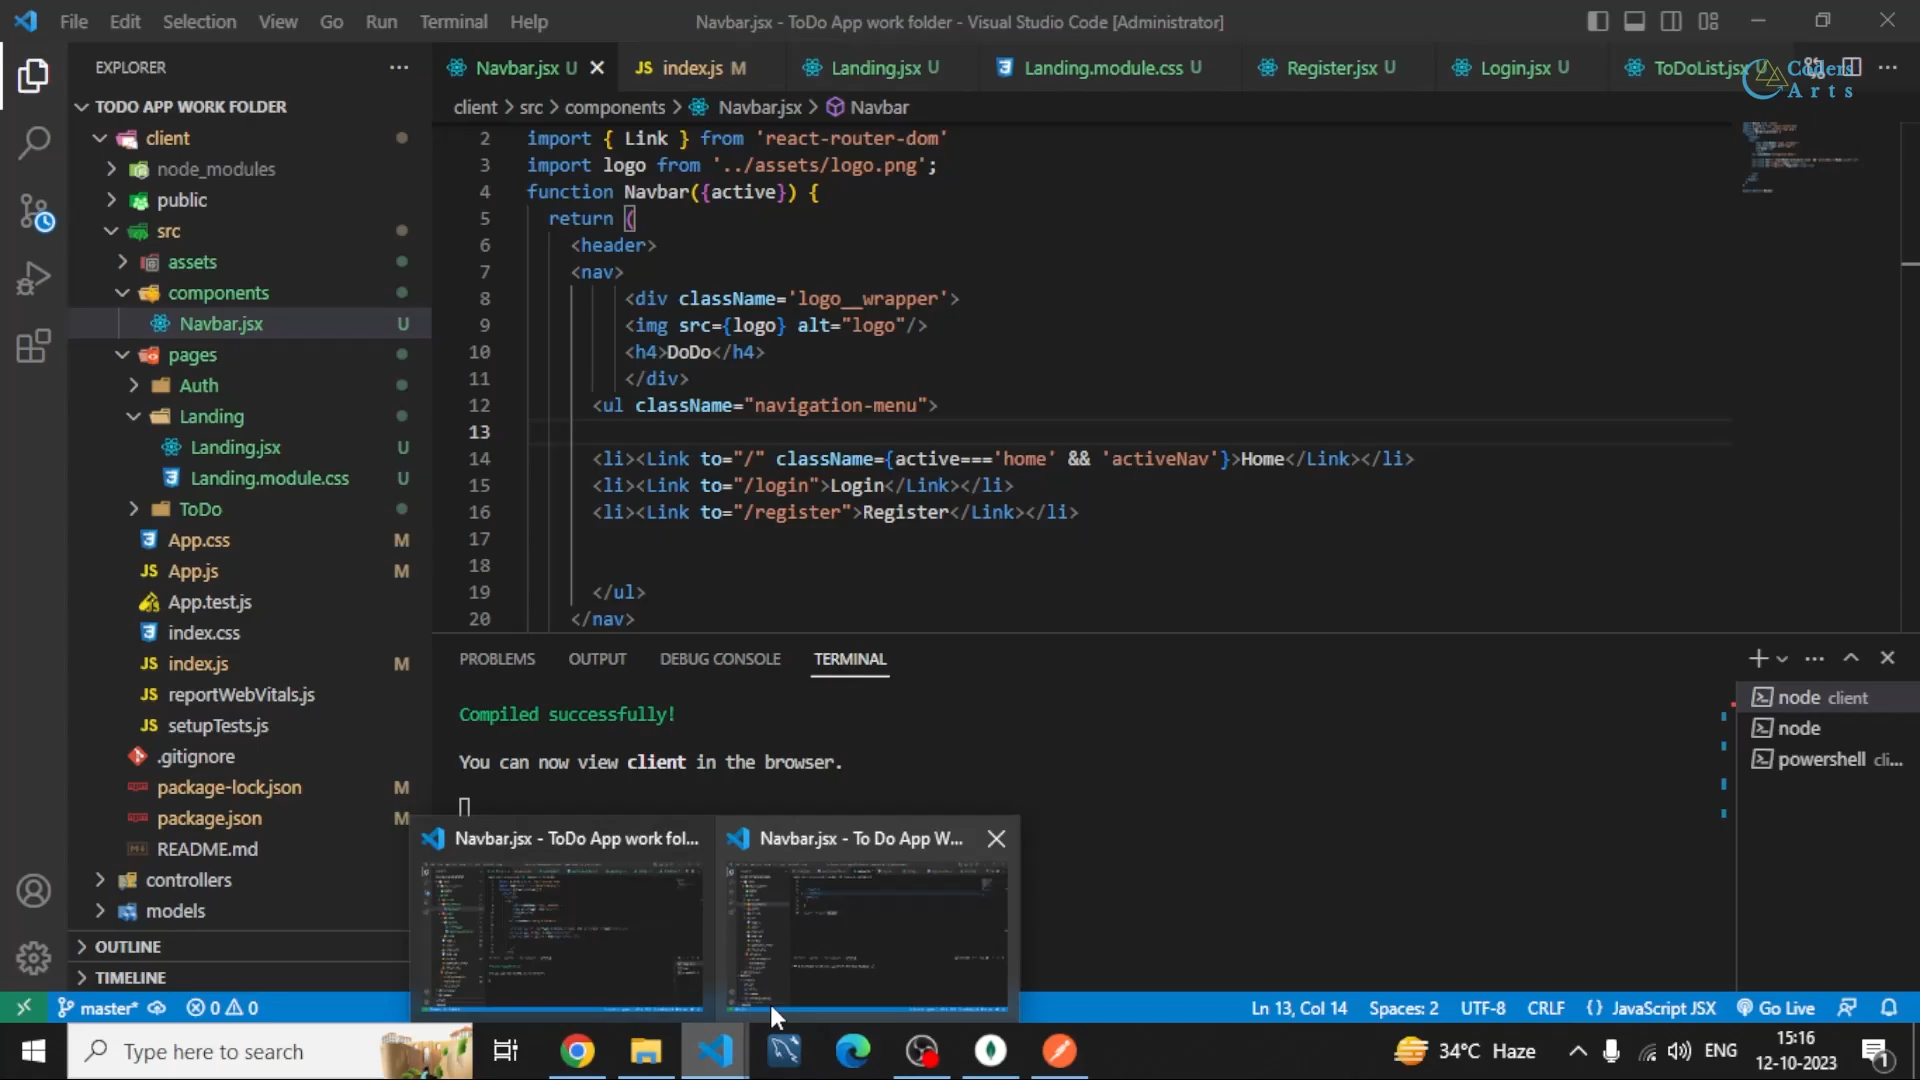 File Edit Selection View Go Run Terminal Help
Navbar.jsx - ToDo App work folder - Visual Studio Code [Administrator]
EXPLORER
Navbar.jsx U
JS index.js M
Landing.jsx U
Landing.module.css U
Register.jsx U
Login.jsx U
ToDoList.jsx U
Coders
Arts
TODO APP WORK FOLDER
client
node_modules
public
src
assets
components
Navbar.jsx U
pages
Auth
Landing
Landing.jsx U
Landing.module.css U
ToDo
App.css M
JS App.js M
App.test.js
index.css
JS index.js M
JS reportWebVitals.js
JS setupTests.js
.gitignore
package-lock.json M
package.json M
README.md
controllers
models
OUTLINE
TIMELINE
client > src > components > Navbar.jsx > Navbar
2 import { Link } from 'react-router-dom'
3 import logo from '../assets/logo.png';
4 function Navbar({active}) {
5 return (
6 <header>
7 <nav>
8 <div className='logo__wrapper'>
9 <img src={logo} alt="logo"/>
10 <h4>DoDo</h4>
11 </div>
12 <ul className="navigation-menu">
13
14 <li><Link to="/" className={active==='home' && 'activeNav'}>Home</Link></li>
15 <li><Link to="/login">Login</Link></li>
16 <li><Link to="/register">Register</Link></li>
17
18
19 </ul>
20 </nav>
PROBLEMS OUTPUT DEBUG CONSOLE TERMINAL
Compiled successfully!
You can now view client in the browser.
node client
node
powershell cli...
Navbar.jsx - ToDo App work fol...
Navbar.jsx - To Do App W...
master* 0 0
Ln 13, Col 14 Spaces: 2 UTF-8 CRLF {} JavaScript JSX Go Live
Type here to search
34°C Haze
ENG
15:16
12-10-2023
1